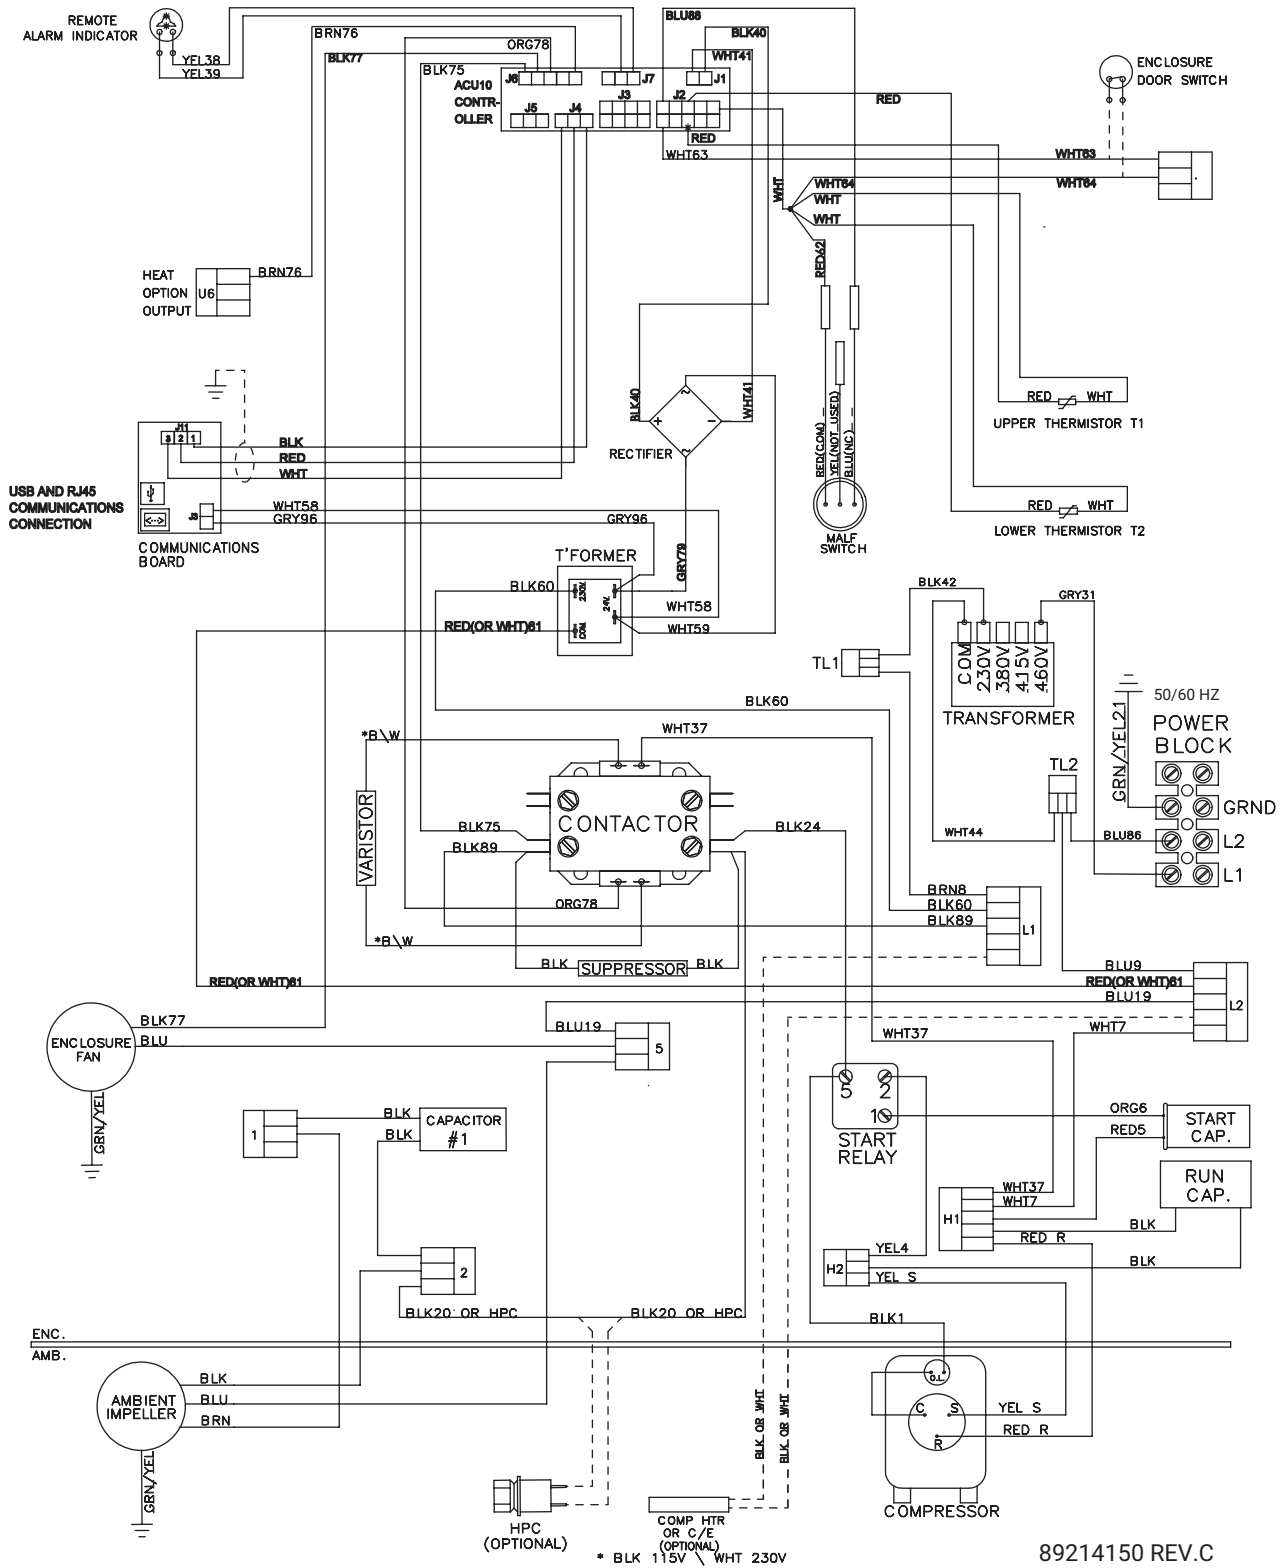 REMOTE
ALARM INDICATOR
YEL38
YEL39
BRN76
BLK77
ORG78
BLK75
BLU86
BLK40
WHT41
J6
J7
J1
ACU10
CONTR-
OLLER
J5
J4
J3
J2
*
RED
RED
WHT63
WHT
ENCLOSURE
DOOR SWITCH
WHT63
WHT64
WHT64
WHT
WHT
RED62
HEAT
OPTION
OUTPUT
U6
BRN76
BLK40
WHT41
~
+
-
~
RECTIFIER
RED(COM)
YEL(NOT USED)
BLU(NC)
MALF
SWITCH
RED
WHT
UPPER THERMISTOR T1
RED
WHT
LOWER THERMISTOR T2
J11
3 2 1
BLK
RED
WHT
USB AND RJ45
COMMUNICATIONS
CONNECTION
J3
WHT58
GRY96
GRY96
COMMUNICATIONS
BOARD
T'FORMER
230V.
24V.
COM.
GRY79
BLK60
WHT58
RED(OR WHT)61
WHT59
BLK42
GRY31
TL1
COM
230V
380V
415V
460V
TRANSFORMER
50/60 HZ
POWER
BLOCK
GRN/YEL21
GRND
L2
L1
BLK60
WHT37
*B\W
VARISTOR
CONTACTOR
BLK75
BLK89
BLK24
TL2
WHT44
BLU86
ORG78
*B\W
BRN8
BLK60
BLK89
L1
BLK
SUPPRESSOR
BLK
RED(OR WHT)61
BLU9
RED(OR WHT)61
BLU19
L2
WHT7
ENCLOSURE
FAN
BLK77
BLU
GRN/YEL
BLU19
5
WHT37
5
2
1
START
RELAY
1
BLK
BLK
CAPACITOR
#1
ORG6
RED5
START
CAP.
RUN
CAP.
WHT37
WHT7
H1
BLK
RED R
YEL4
H2
YEL S
BLK
2
BLK20 OR HPC
BLK20 OR HPC
BLK1
ENC.
AMB.
AMBIENT
IMPELLER
BLK
BLU
BRN
GRN/YEL
BLK OR WHT
BLK OR WHT
O.L.
C
S
R
YEL S
RED R
COMPRESSOR
HPC
(OPTIONAL)
COMP HTR
OR C/E
(OPTIONAL)
* BLK 115V \ WHT 230V
89214150 REV.C